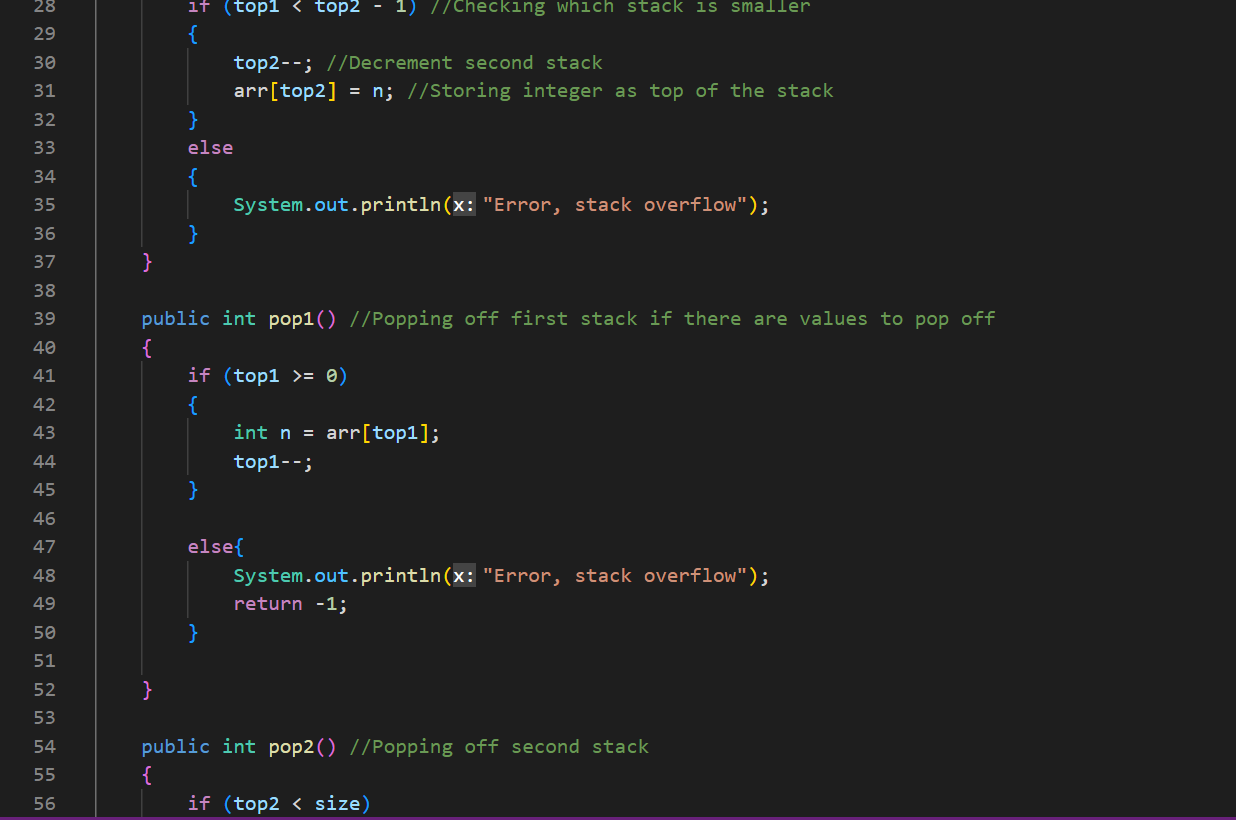 28 if (top1 < top2 - 1) //Checking which stack is smaller
29 {
30 top2--; //Decrement second stack
31 arr[top2] = n; //Storing integer as top of the stack
32 }
33 else
34 {
35 System.out.println(x: "Error, stack overflow");
36 }
37 }
38
39 public int pop1() //Popping off first stack if there are values to pop off
40 {
41 if (top1 >= 0)
42 {
43 int n = arr[top1];
44 top1--;
45 }
46
47 else{
48 System.out.println(x: "Error, stack overflow");
49 return -1;
50 }
51
52 }
53
54 public int pop2() //Popping off second stack
55 {
56 if (top2 < size)